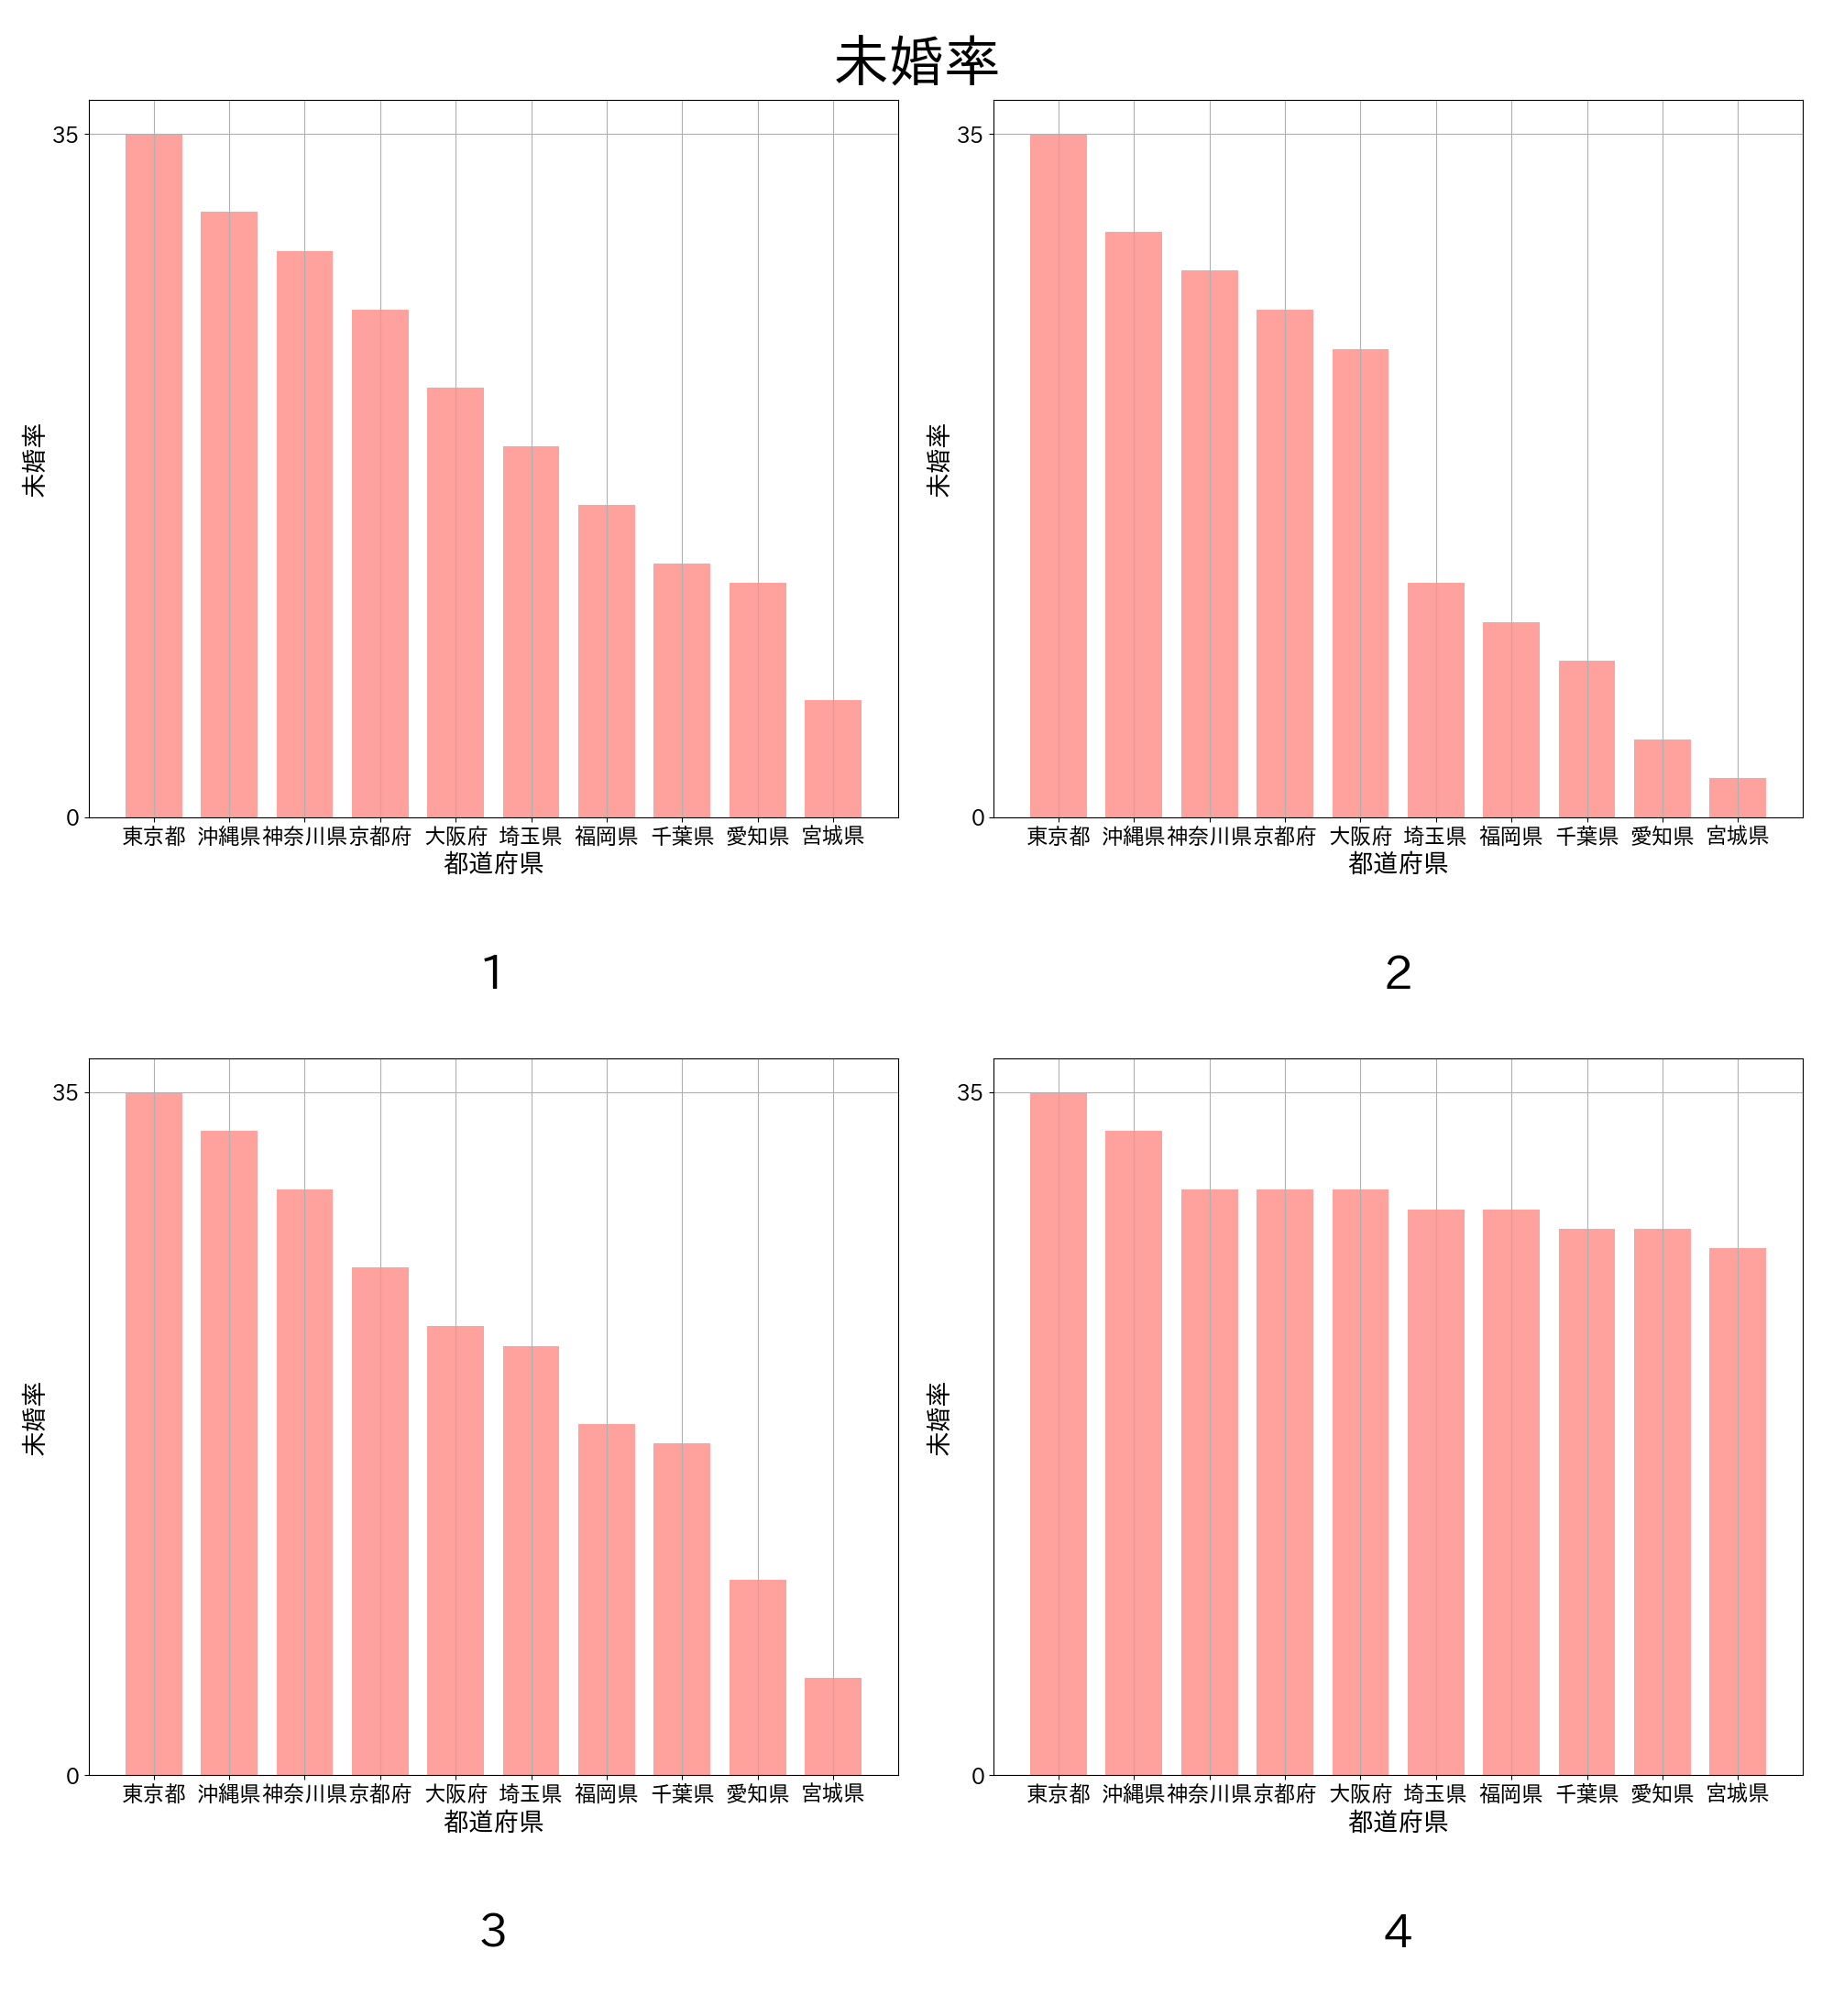 未婚率
35
0
未婚率
東京都 沖縄県 神奈川県 京都府 大阪府 埼玉県 福岡県 千葉県 愛知県 宮城県
都道府県
1
35
0
未婚率
東京都 沖縄県 神奈川県 京都府 大阪府 埼玉県 福岡県 千葉県 愛知県 宮城県
都道府県
2
35
0
未婚率
東京都 沖縄県 神奈川県 京都府 大阪府 埼玉県 福岡県 千葉県 愛知県 宮城県
都道府県
3
35
0
未婚率
東京都 沖縄県 神奈川県 京都府 大阪府 埼玉県 福岡県 千葉県 愛知県 宮城県
都道府県
4